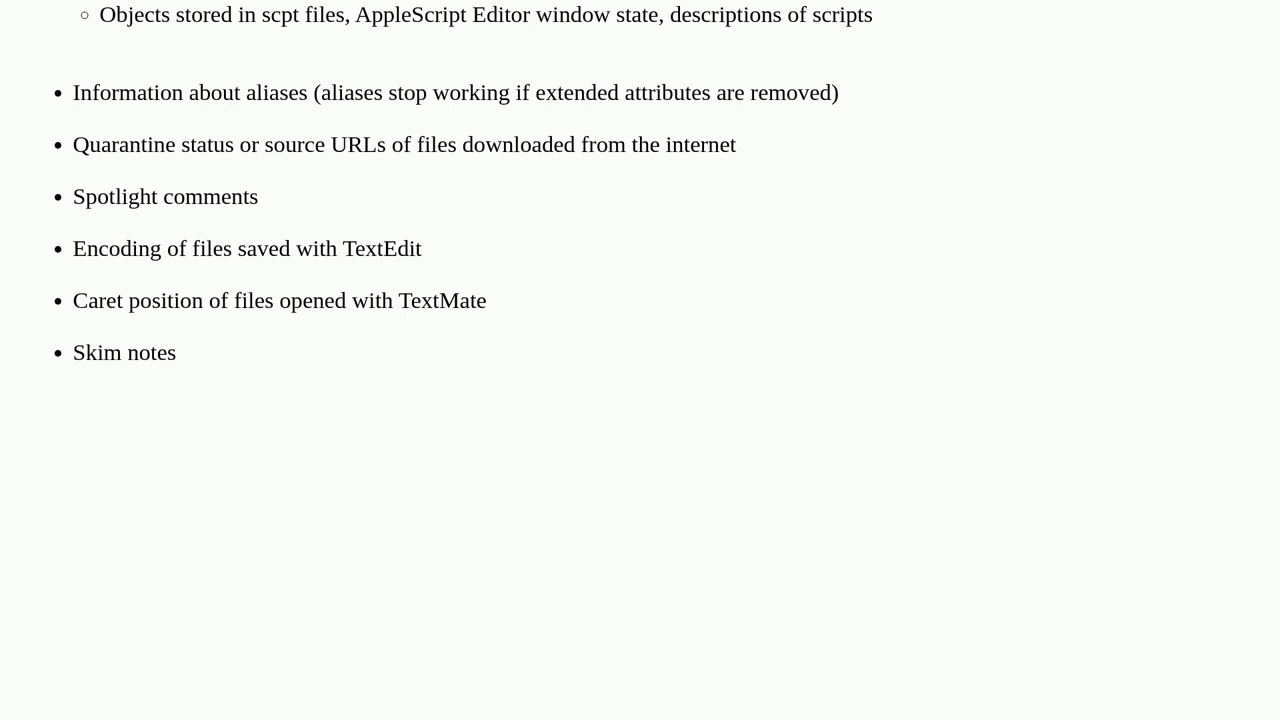 Objects stored in scpt files, AppleScript Editor window state, descriptions of scripts
Information about aliases (aliases stop working if extended attributes are removed)
Quarantine status or source URLs of files downloaded from the internet
Spotlight comments
Encoding of files saved with TextEdit
Caret position of files opened with TextMate
Skim notes